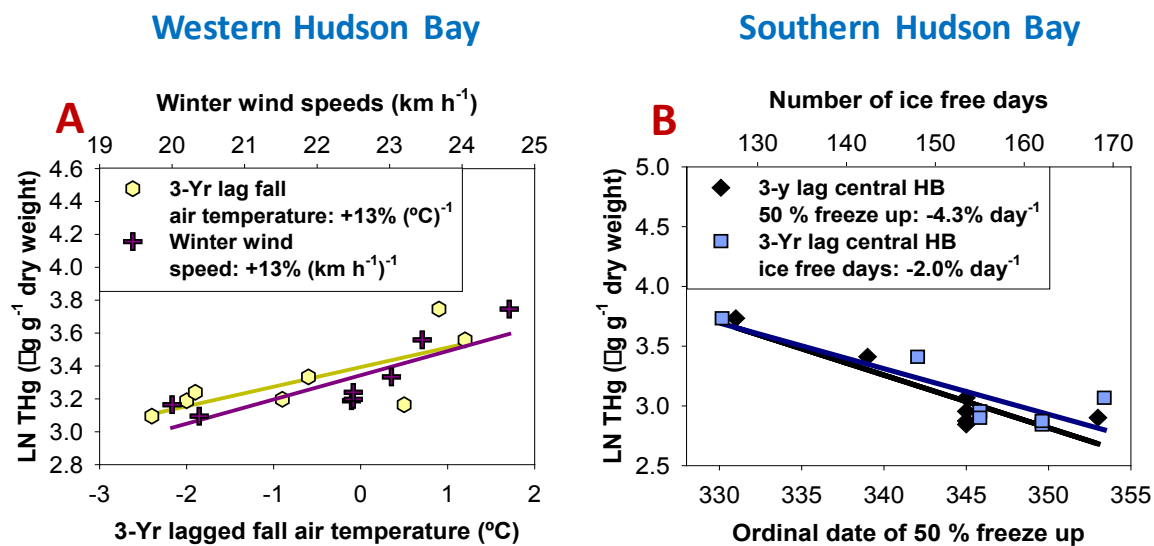 Western Hudson Bay
Southern Hudson Bay
A
Winter wind speeds (km h-1)
19 20 21 22 23 24 25
LN THg (□g g-1 dry weight)
4.6
4.4
4.2
4.0
3.8
3.6
3.4
3.2
3.0
2.8
3-Yr lag fall
air temperature: +13% (ºC)-1
Winter wind
speed: +13% (km h-1)-1
-3 -2 -1 0 1 2
3-Yr lagged fall air temperature (ºC)
B
Number of ice free days
130 140 150 160 170
LN THg (□g g-1 dry weight)
5.0
4.5
4.0
3.5
3.0
2.5
3-y lag central HB
50 % freeze up: -4.3% day-1
3-Yr lag central HB
ice free days: -2.0% day-1
330 335 340 345 350 355
Ordinal date of 50 % freeze up